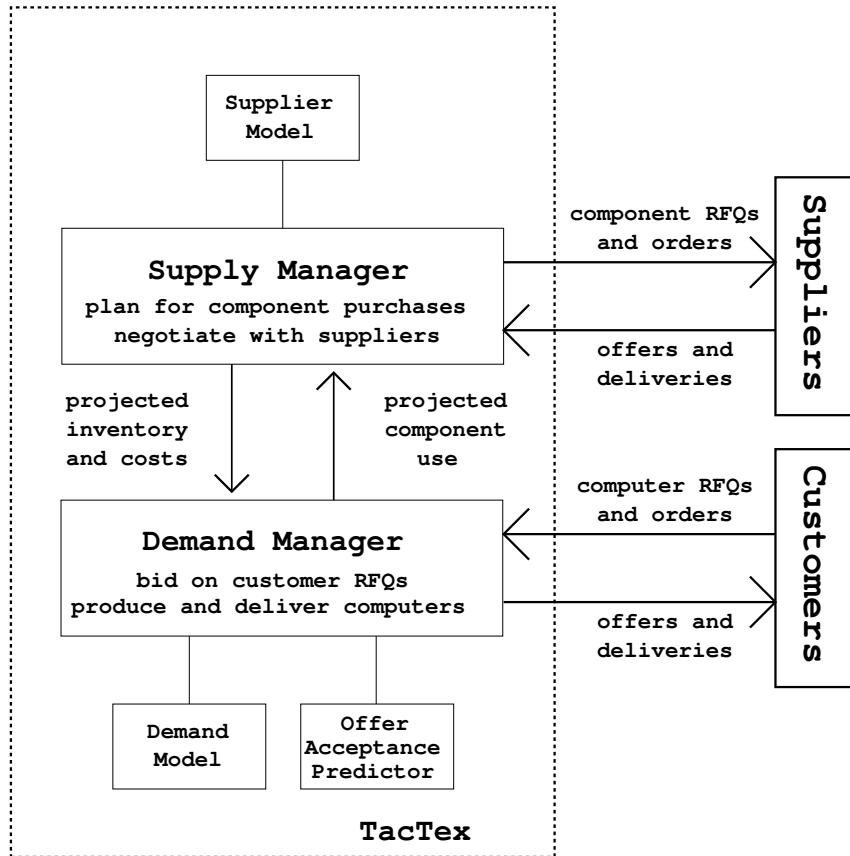 Supplier
Model
Supply Manager
plan for component purchases
negotiate with suppliers
component RFQs
and orders
offers and
deliveries
Suppliers
projected
inventory
and costs
projected
component
use
Demand Manager
bid on customer RFQs
produce and deliver computers
computer RFQs
and orders
offers and
deliveries
Customers
Demand
Model
Offer
Acceptance
Predictor
TacTex